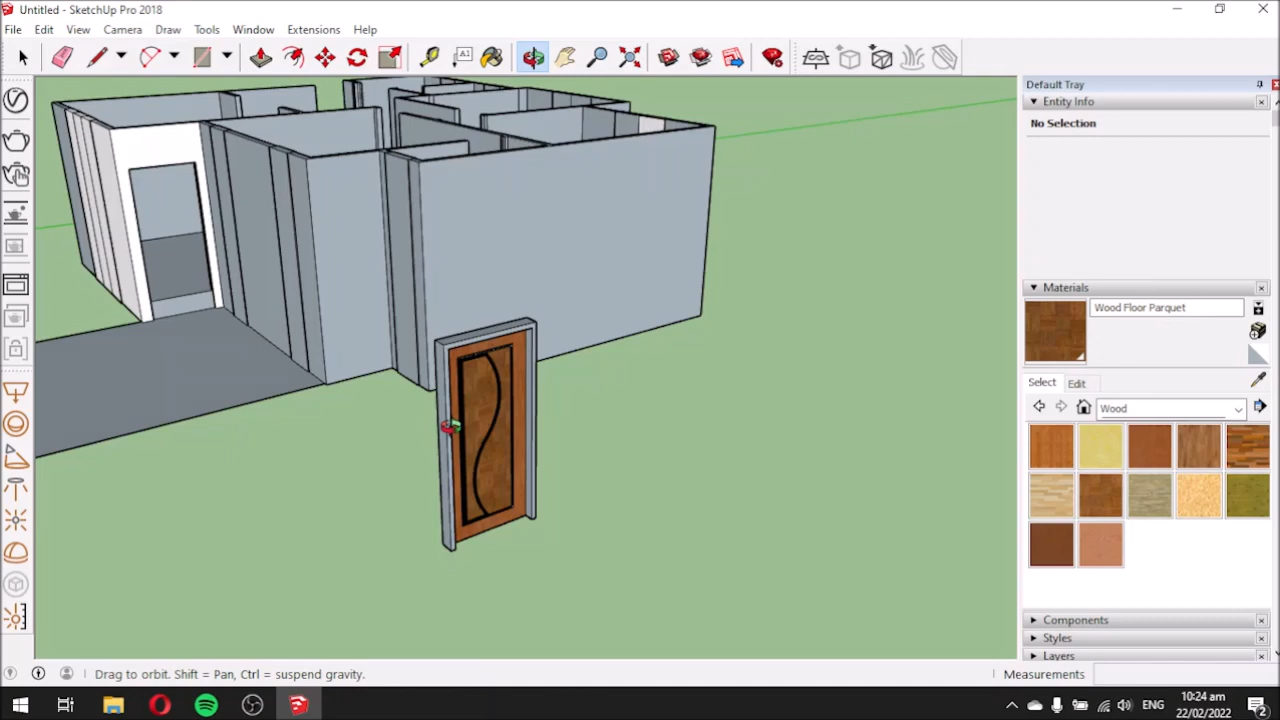 Untitled - SketchUp Pro 2018
File Edit View Camera Draw Tools Window Extensions Help
Default Tray
Entity Info
No Selection
Materials
Wood Floor Parquet
Select Edit
Wood
Components
Styles
Layers
Drag to orbit. Shift = Pan, Ctrl = suspend gravity.
Measurements
ENG
10:24 am
22/02/2022
2